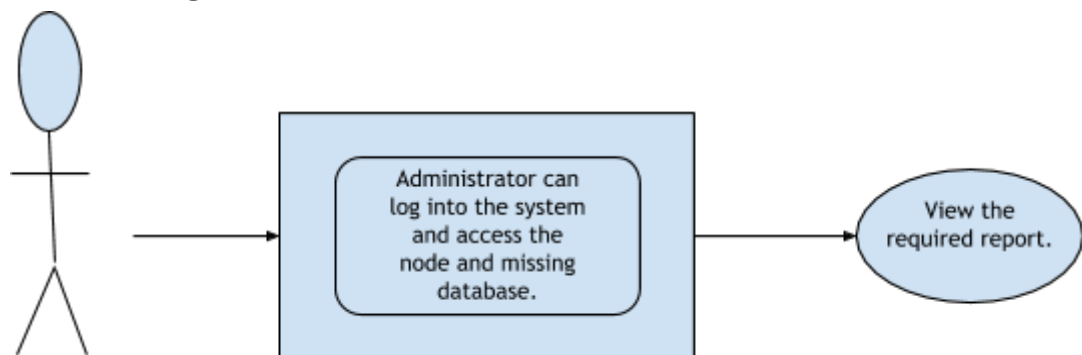 Administrator can
log into the system
and access the
node and missing
database.
View the
required report.